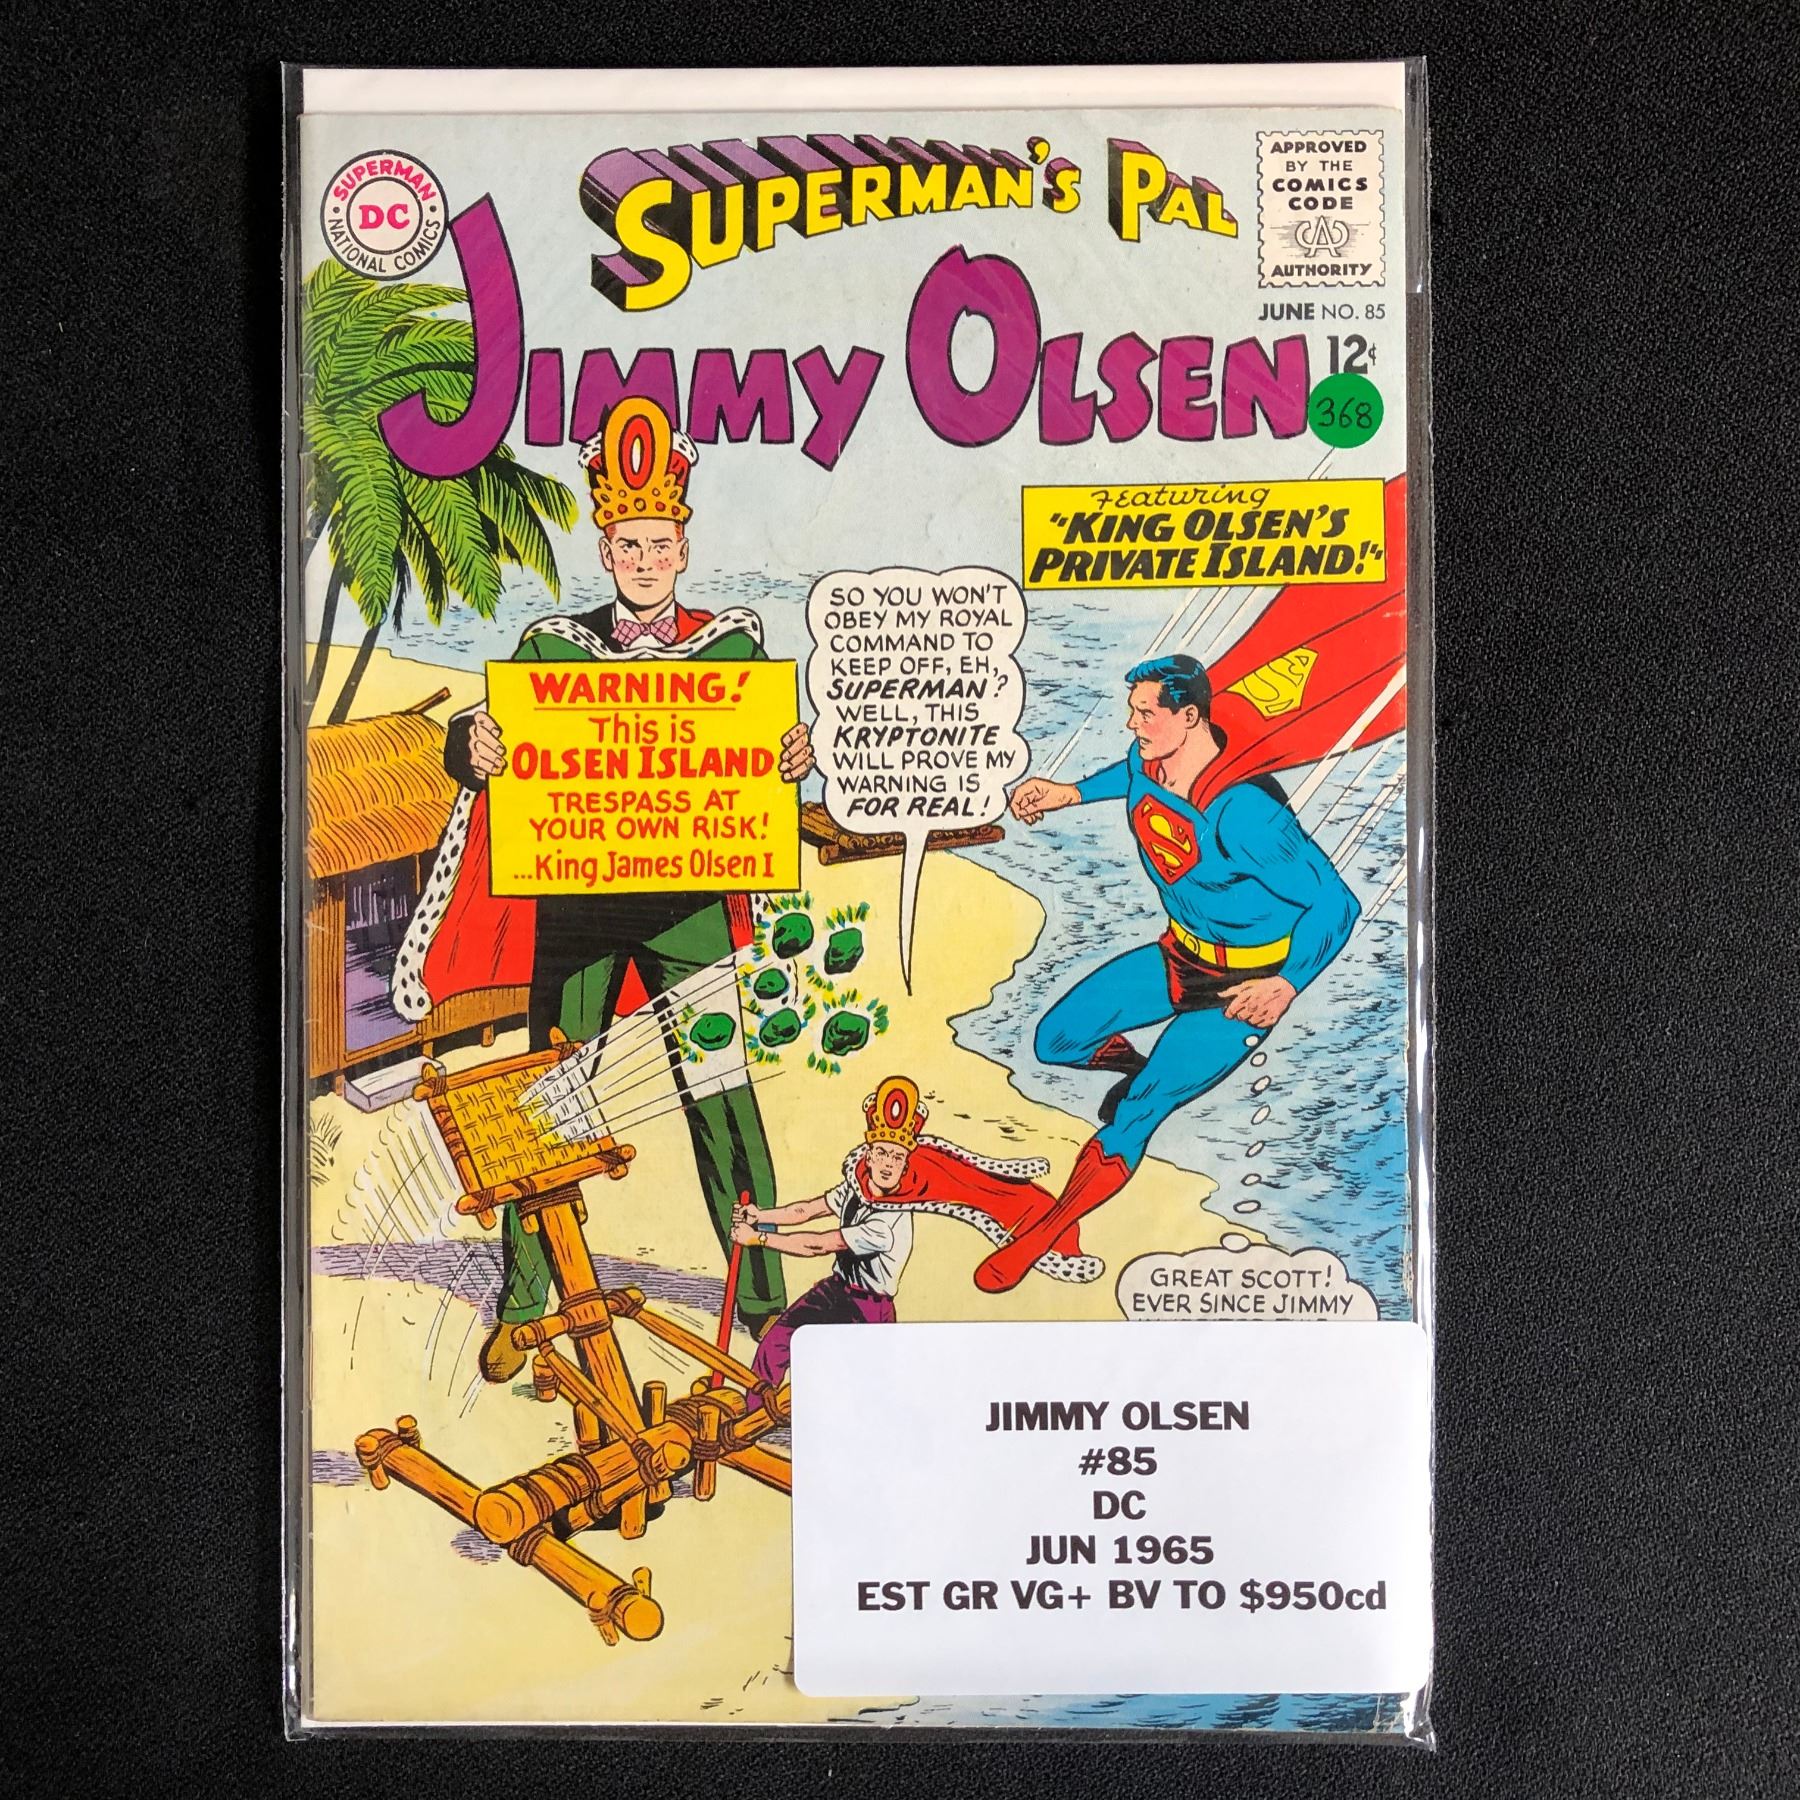 SUPERMAN
DC
NATIONAL COMICS
SUPERMAN'S PAL
JIMMY OLSEN
APPROVED
BY THE
COMICS
CODE
CA
AUTHORITY
JUNE NO. 85
12¢
368
Featuring
"KING OLSEN'S
PRIVATE ISLAND!"
WARNING!
This is
OLSEN ISLAND
TRESPASS AT
YOUR OWN RISK!
...King James Olsen I
SO YOU WON'T
OBEY MY ROYAL
COMMAND TO
KEEP OFF, EH,
SUPERMAN?
WELL, THIS
KRYPTONITE
WILL PROVE MY
WARNING IS
FOR REAL!
GREAT SCOTT!
EVER SINCE JIMMY
JIMMY OLSEN
#85
DC
JUN 1965
EST GR VG+ BV TO $950cd